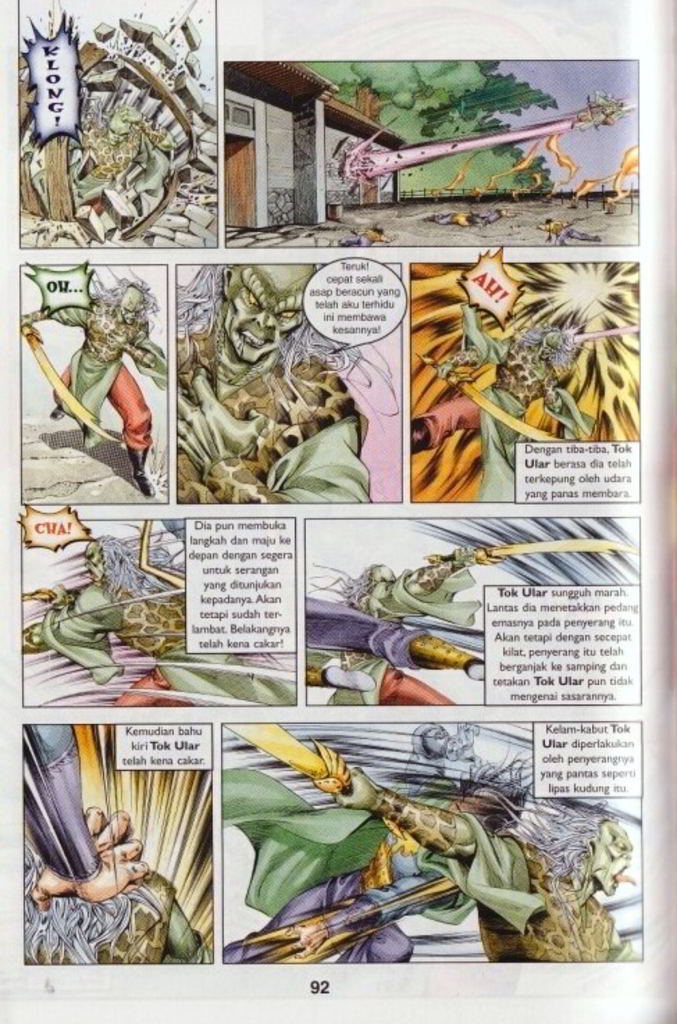 KLONG!
OH...
Teruk!
cepat sekali
asap beracun yang
telah aku terhidu
ini membawa
kesannya!
AH!
Dengan tiba-tiba, Tok
Ular berasa dia telah
terkepung oleh udara
yang panas membara.
CHA!
Dia pun membuka
langkah dan maju ke
depan dengan segera
untuk serangan
yang ditunjukan
kepadanya. Akan
tetapi sudah ter-
lambat. Belakangnya
telah kena cakar!
Tok Ular sungguh marah.
Lantas dia menetakkan pedang
emasnya pada penyerang itu.
Akan tetapi dengan secepat
kilat, penyerang itu telah
berganjak ke samping dan
tetakan Tok Ular pun tidak
mengenai sasarannya.
Kemudian bahu
kiri Tok Ular
telah kena cakar.
Kelam-kabut Tok
Ular diperlakukan
oleh penyerangnya
yang pantas seperti
lipas kudung itu.
92